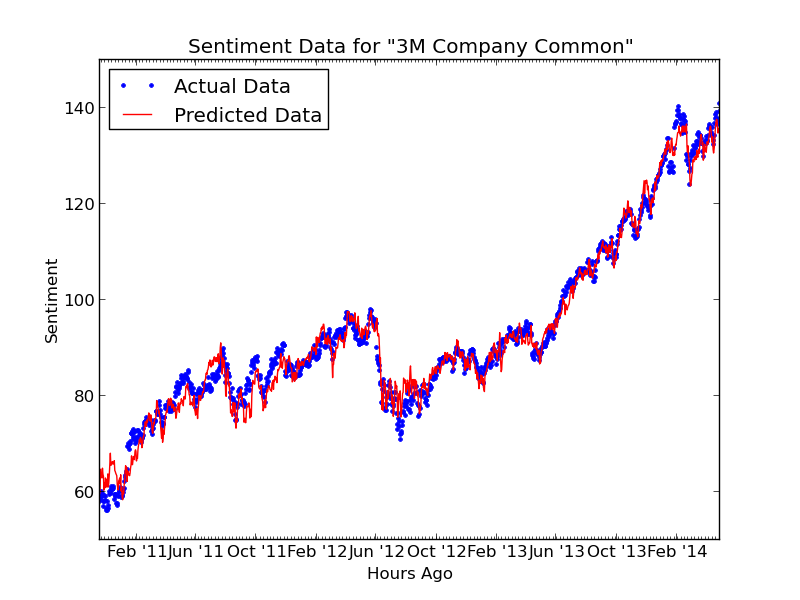 Sentiment Data for "3M Company Common"
Actual Data
Predicted Data
140
120
100
80
60
Sentiment
Feb '11 Jun '11 Oct '11 Feb '12 Jun '12 Oct '12 Feb '13 Jun '13 Oct '13 Feb '14
Hours Ago